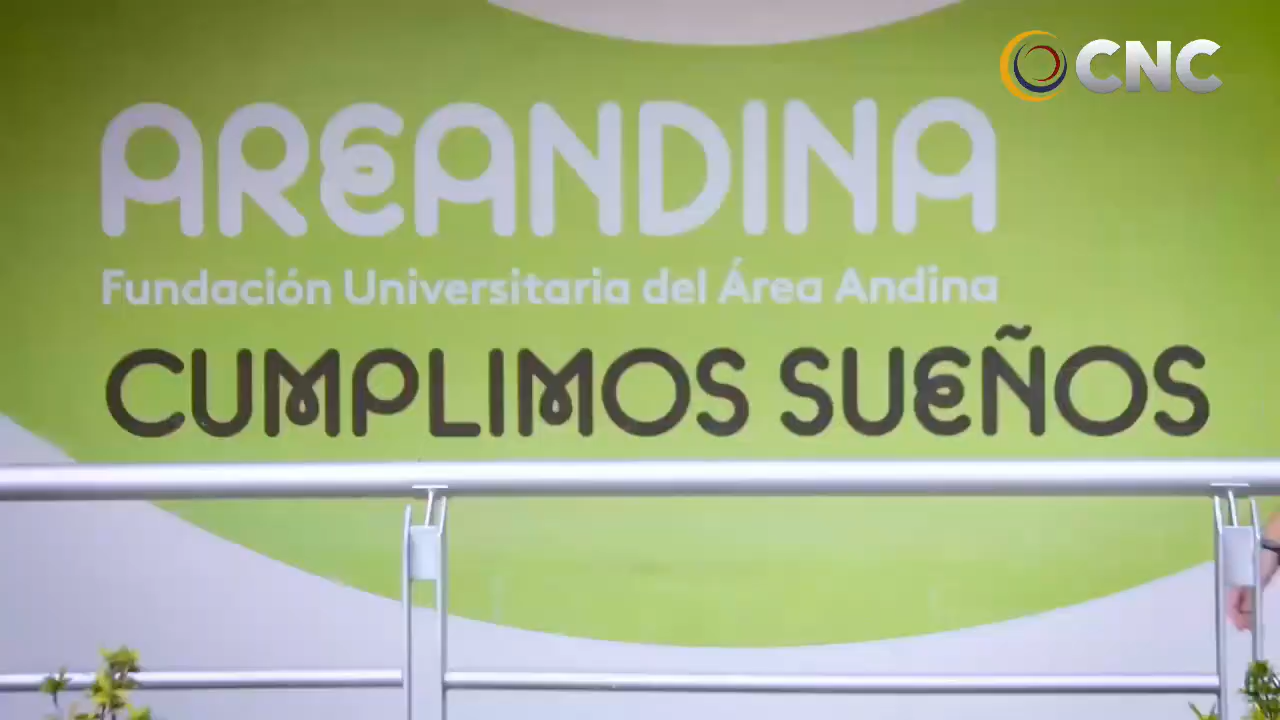 CNC
AREANDINA
Fundación Universitaria del Área Andina
CUMPLIMOS SUEÑOS